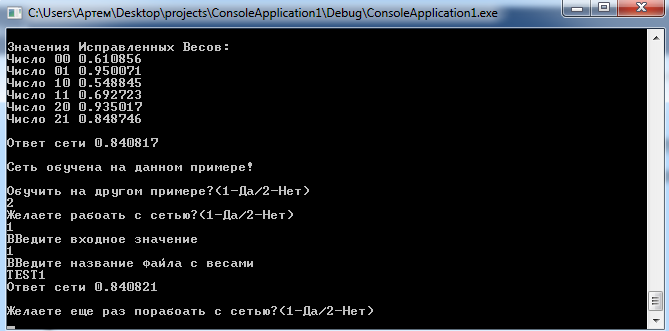 C:\Users\Артем\Desktop\projects\ConsoleApplication1\Debug\ConsoleApplication1.exe
Значения Исправленных Весов:
Число 00 0.610856
Число 01 0.950071
Число 10 0.548845
Число 11 0.692723
Число 20 0.935017
Число 21 0.848746
Ответ сети 0.840817
Сеть обучена на данном примере!
Обучить на другом примере?(1-Да/2-Нет)
2
Желаете рабоать с сетью?(1-Да/2-Нет)
1
ВВедите входное значение
1
ВВедите название файла с весами
TEST1
Ответ сети 0.840821
Желаете еще раз порабоать с сетью?(1-Да/2-Нет)